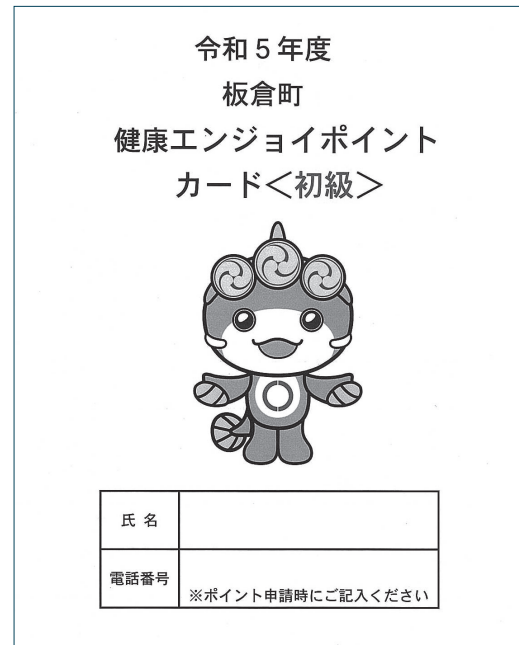 令和5年度
板倉町
健康エンジョイポイント
カード＜初級＞
氏 名
電話番号
※ポイント申請時にご記入ください